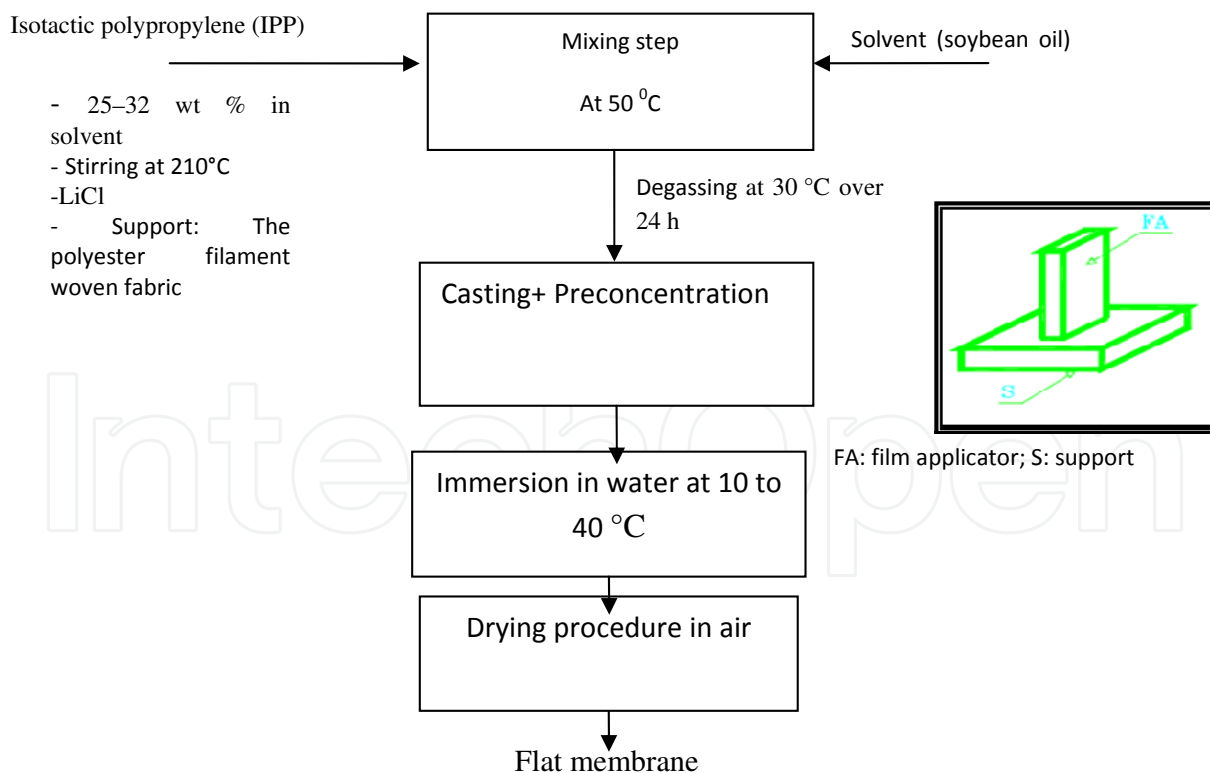 Isotactic polypropylene (IPP)
- 25–32 wt % in
solvent
- Stirring at 210°C
-LiCl
- Support: The
polyester filament
woven fabric
Mixing step
At 50 ⁰C
Solvent (soybean oil)
Degassing at 30 °C over
24 h
Casting+ Preconcentration
FA
S
FA: film applicator; S: support
Immersion in water at 10 to
40 °C
Drying procedure in air
Flat membrane
IntechOpen